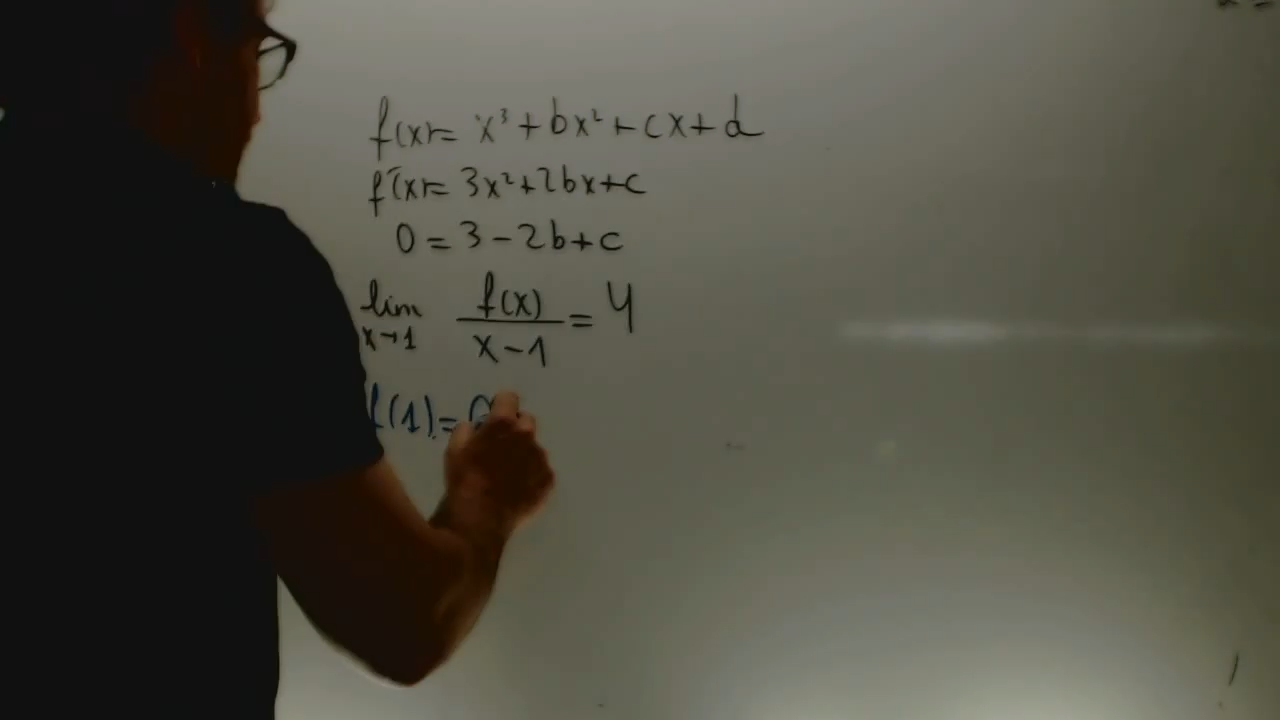 f(x)= x³+bx²+cx+d
f'(x)= 3x²+2bx+c
0=3-2b+c
lim x→1 f(x)/x-1 = 4
f(1)=0